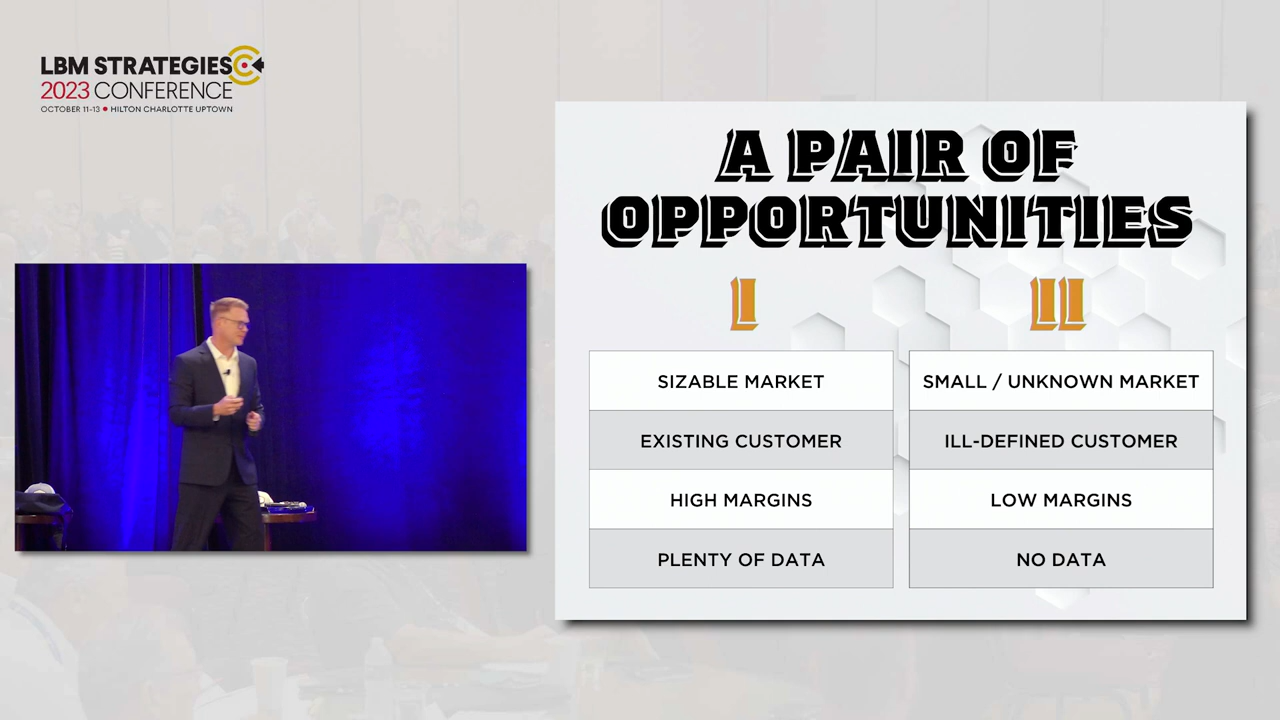 LBM STRATEGIES
2023 CONFERENCE
OCTOBER 11-13 • HILTON CHARLOTTE UPTOWN
A PAIR OF
OPPORTUNITIES
I II
SIZABLE MARKET
SMALL / UNKNOWN MARKET
EXISTING CUSTOMER
ILL-DEFINED CUSTOMER
HIGH MARGINS
LOW MARGINS
PLENTY OF DATA
NO DATA